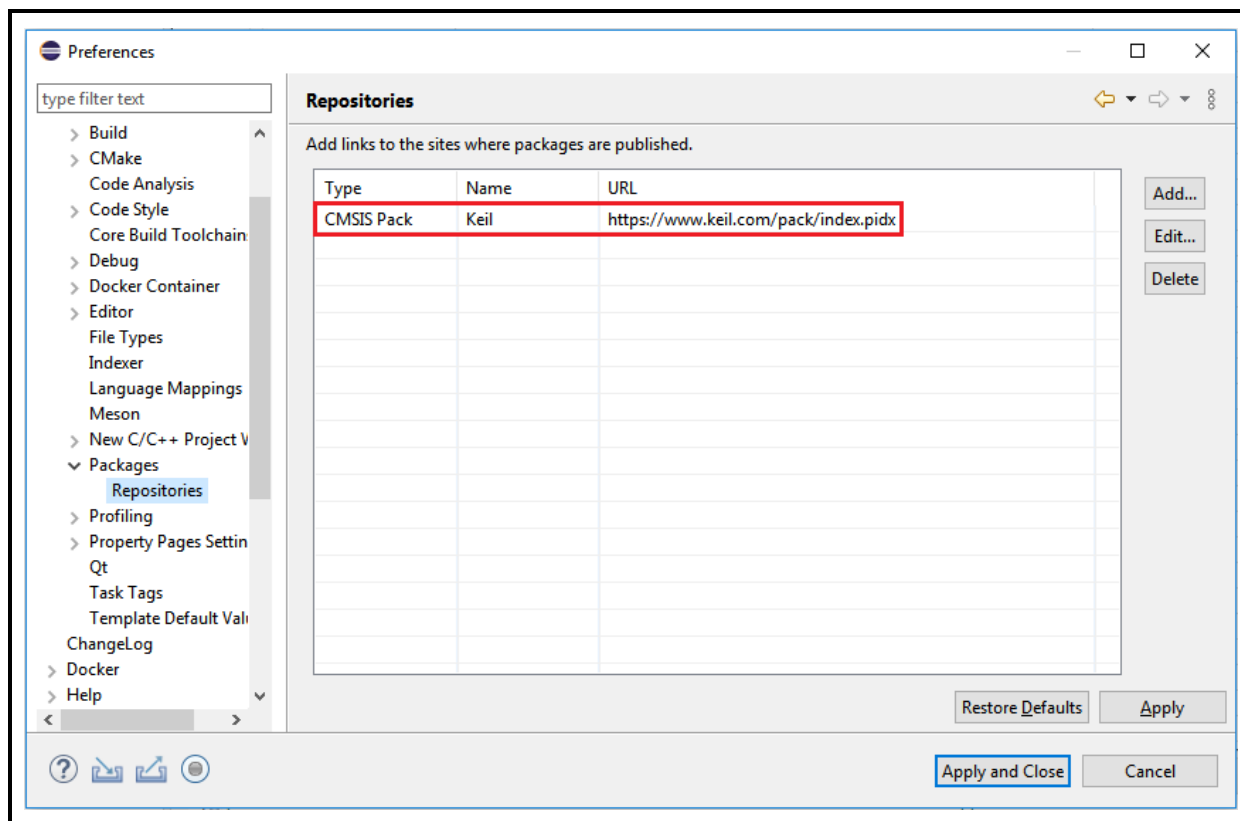 Preferences
type filter text
Build
CMake
Code Analysis
Code Style
Core Build Toolchain
Debug
Docker Container
Editor
File Types
Indexer
Language Mappings
Meson
New C/C++ Project
Packages
Repositories
Profiling
Property Pages Settin
Qt
Task Tags
Template Default Val
ChangeLog
Docker
Help
Repositories
Add links to the sites where packages are published.
Type Name URL
CMSIS Pack Keil https://www.keil.com/pack/index.pidx
Add...
Edit...
Delete
Restore Defaults Apply
Apply and Close Cancel